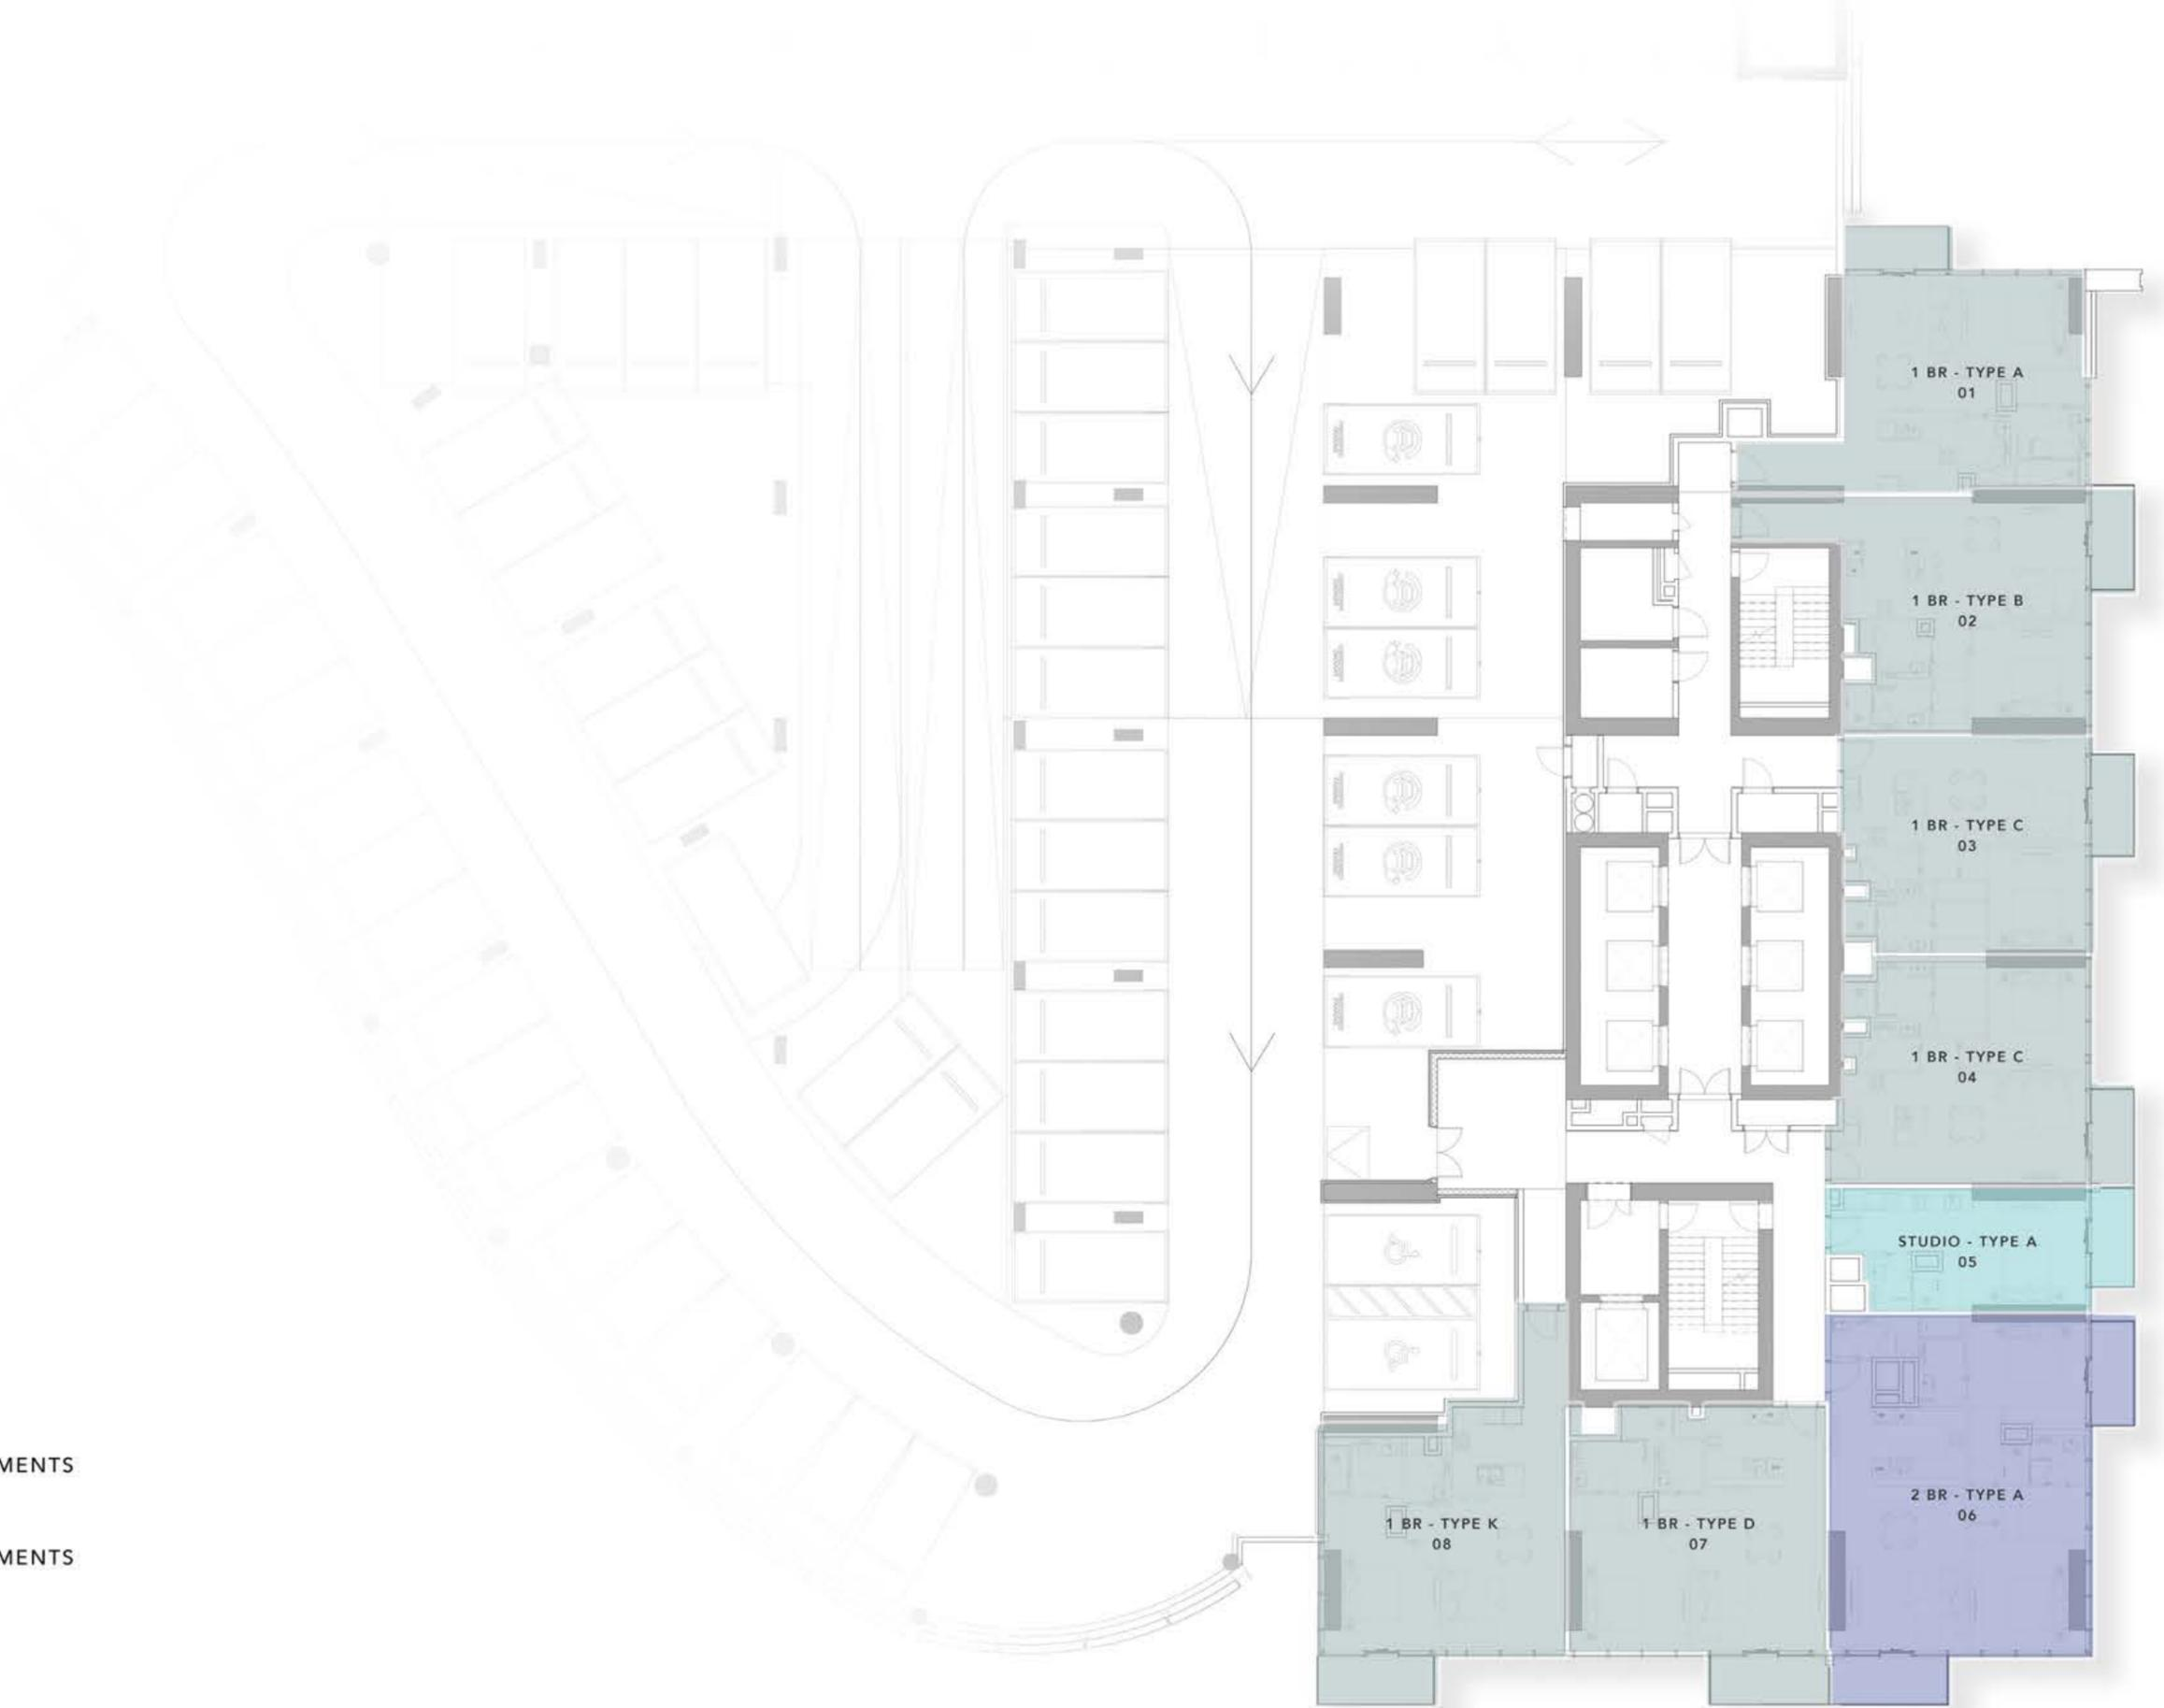 1 BR - TYPE A
01
1 BR - TYPE B
02
1 BR - TYPE C
03
1 BR - TYPE C
04
STUDIO - TYPE A
05
2 BR - TYPE A
06
1 BR - TYPE K
08
1 BR - TYPE D
07
MENTS
MENTS